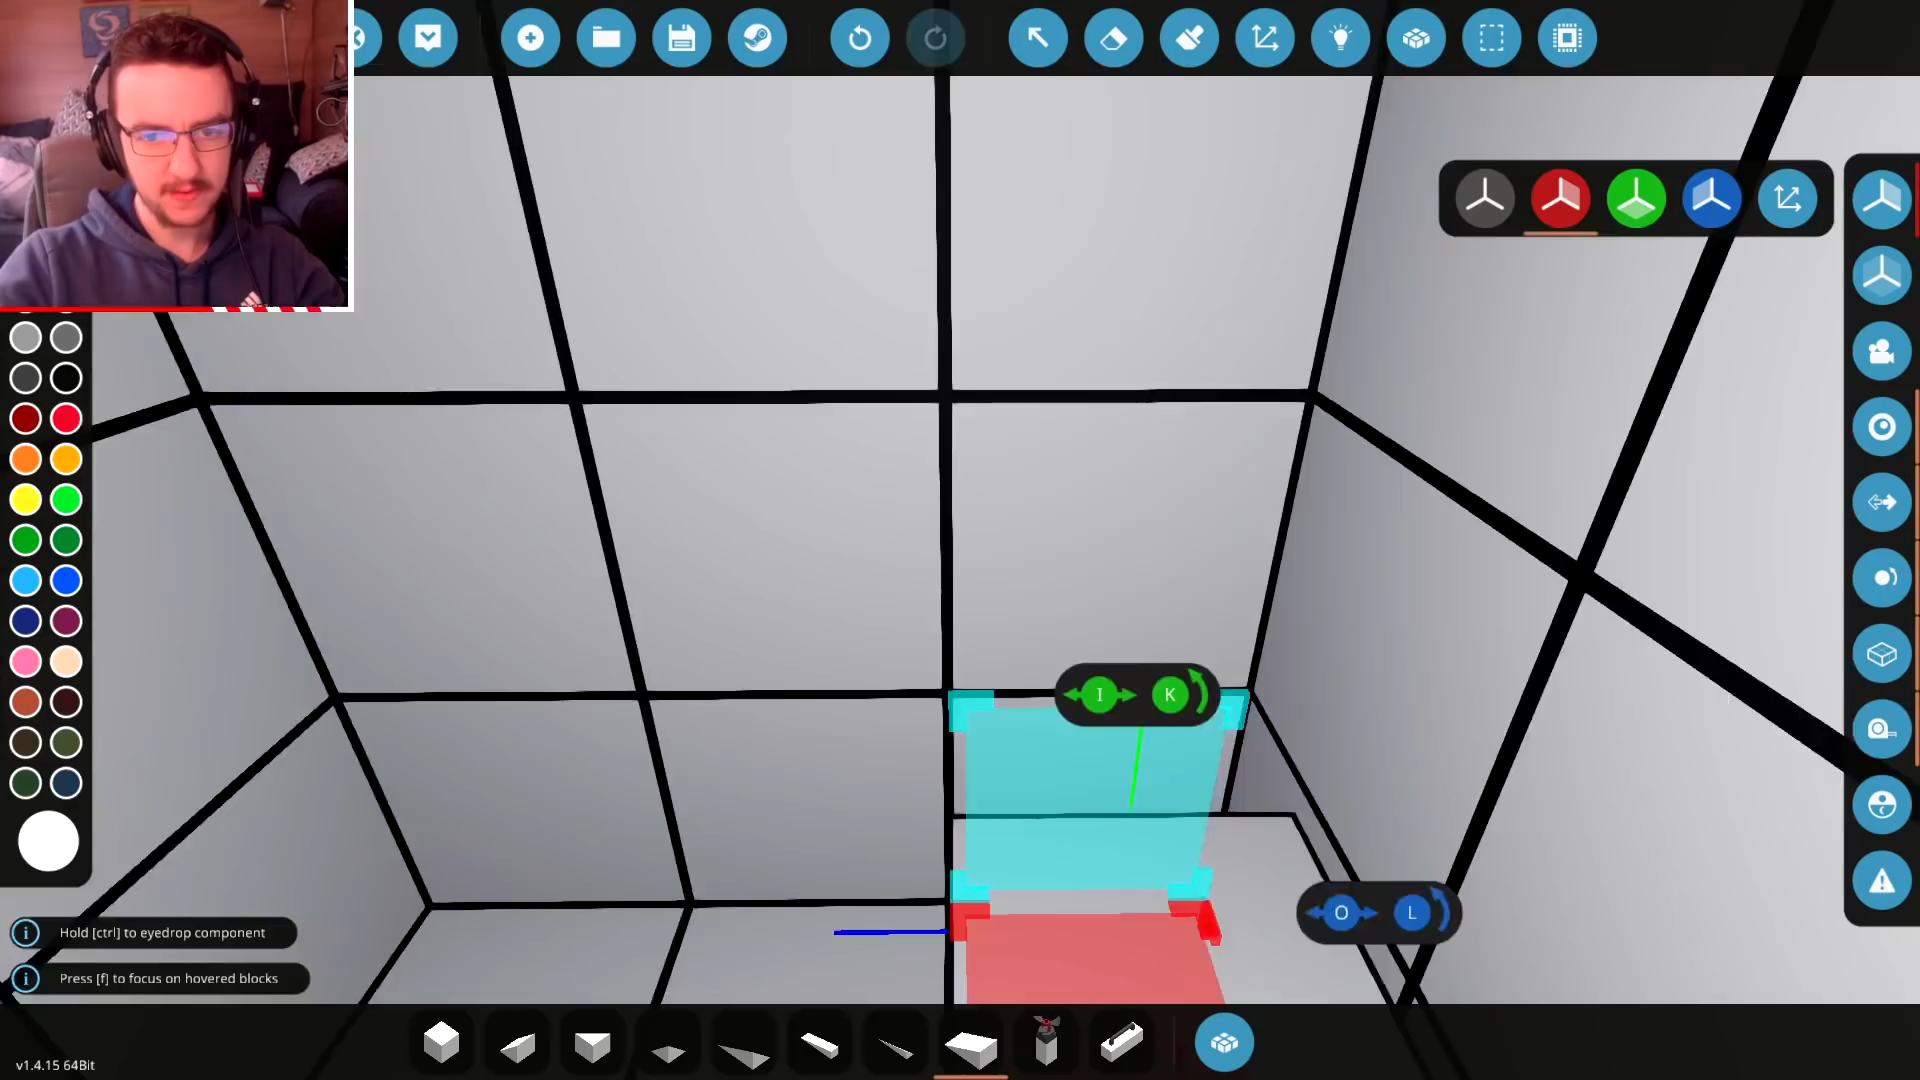 I K
O L
Hold [ctrl] to eyedrop component
Press [f] to focus on hovered blocks
v1.4.15 64Bit